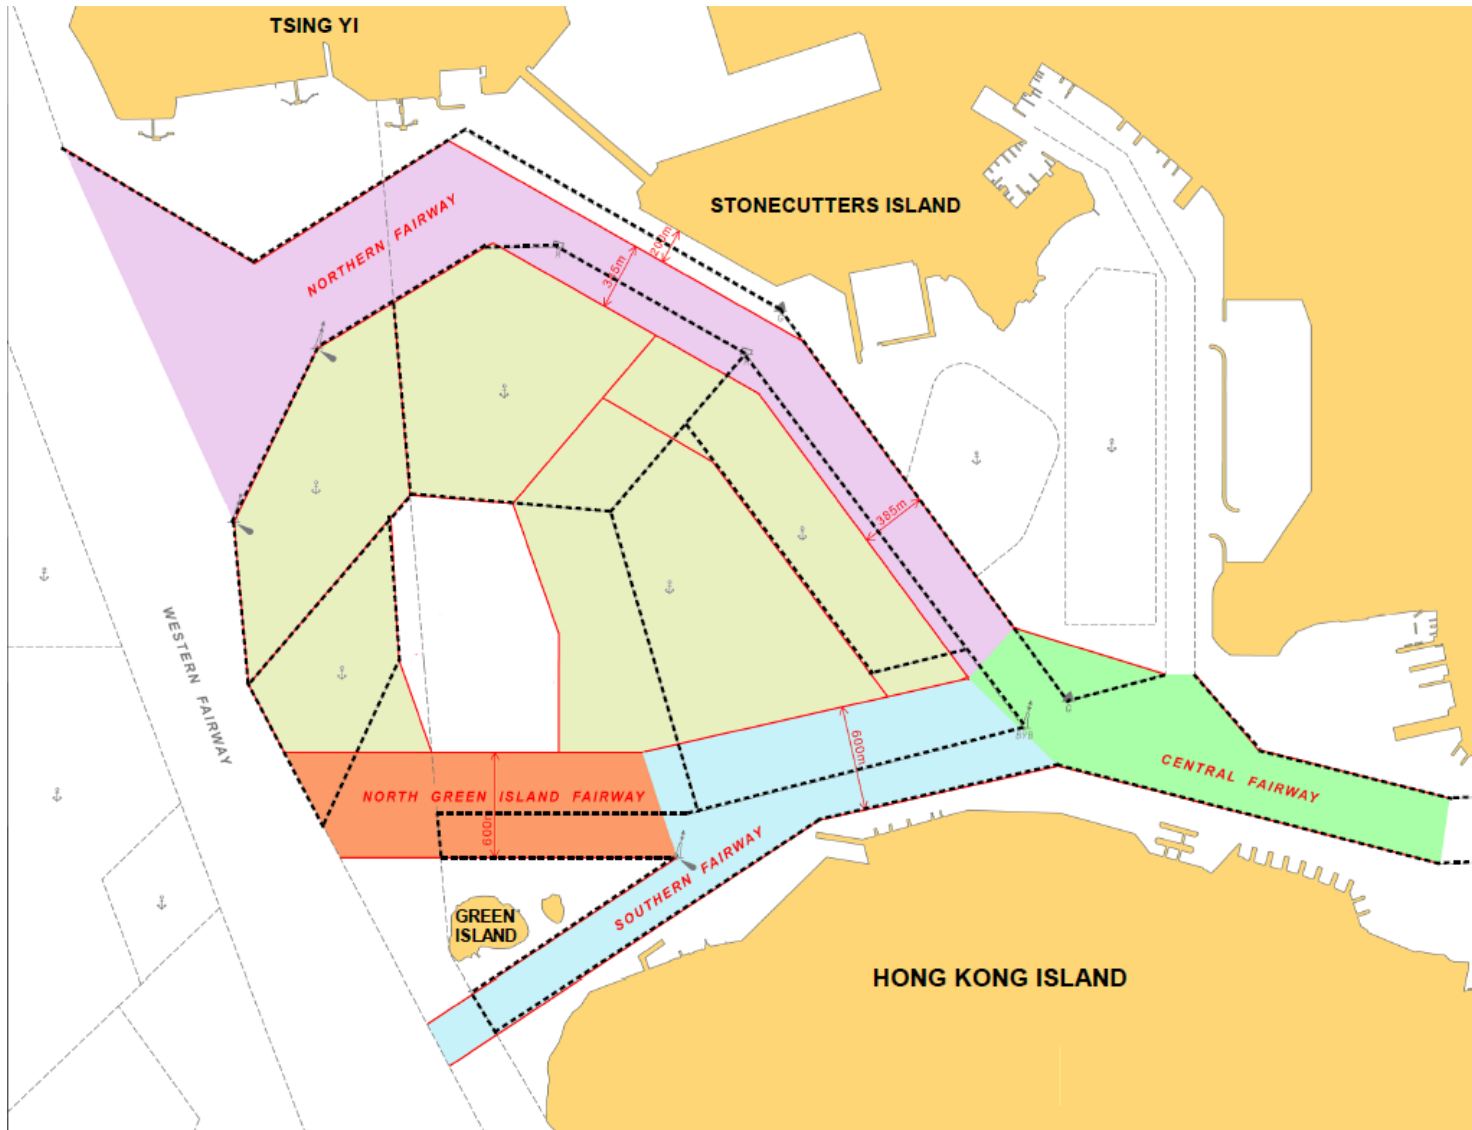 TSING YI
STONECUTTERS ISLAND
NORTHERN FAIRWAY
200m
385m
WESTERN FAIRWAY
600m
CENTRAL FAIRWAY
NORTH GREEN ISLAND FAIRWAY
600m
SOUTHERN FAIRWAY
GREEN
ISLAND
HONG KONG ISLAND